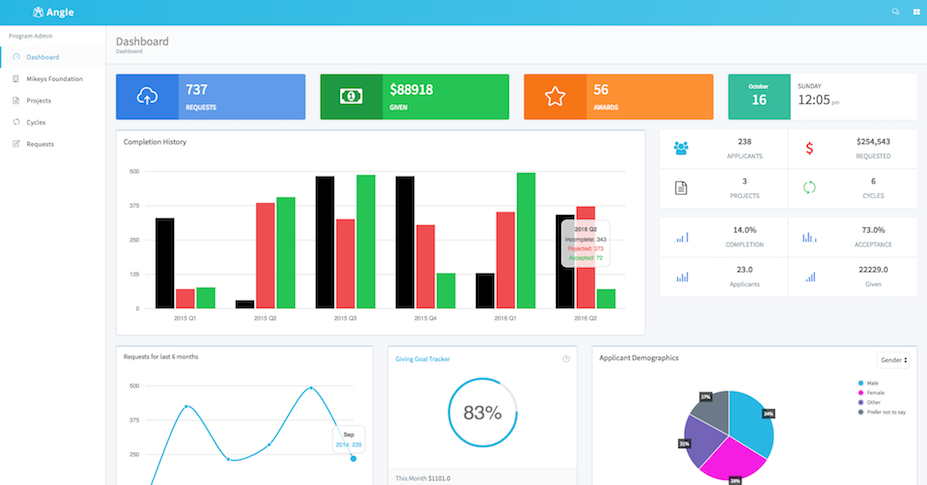 Angle
Program Admin
Dashboard
Mikeys Foundation
Projects
Cycles
Requests
Dashboard
Dashboard
737
REQUESTS
$88918
GIVEN
56
AWARDS
October
16
SUNDAY
12:05 pm
Completion History
500
375
250
125
0
2015 Q1
2015 Q2
2015 Q3
2015 Q4
2016 Q1
2016 Q2
2016 Q2
Incomplete: 343
Rejected: 373
Accepted: 72
238
APPLICANTS
$254,543
REQUESTED
3
PROJECTS
6
CYCLES
14.0%
COMPLETION
73.0%
ACCEPTANCE
23.0
Applicants
22229.0
Given
Requests for last 6 months
500
375
250
Sep
2014: 235
Giving Goal Tracker
83%
This Month $1101.0
Applicant Demographics
Gender
Male
Female
Other
Prefer not to say
17%
34%
21%
28%